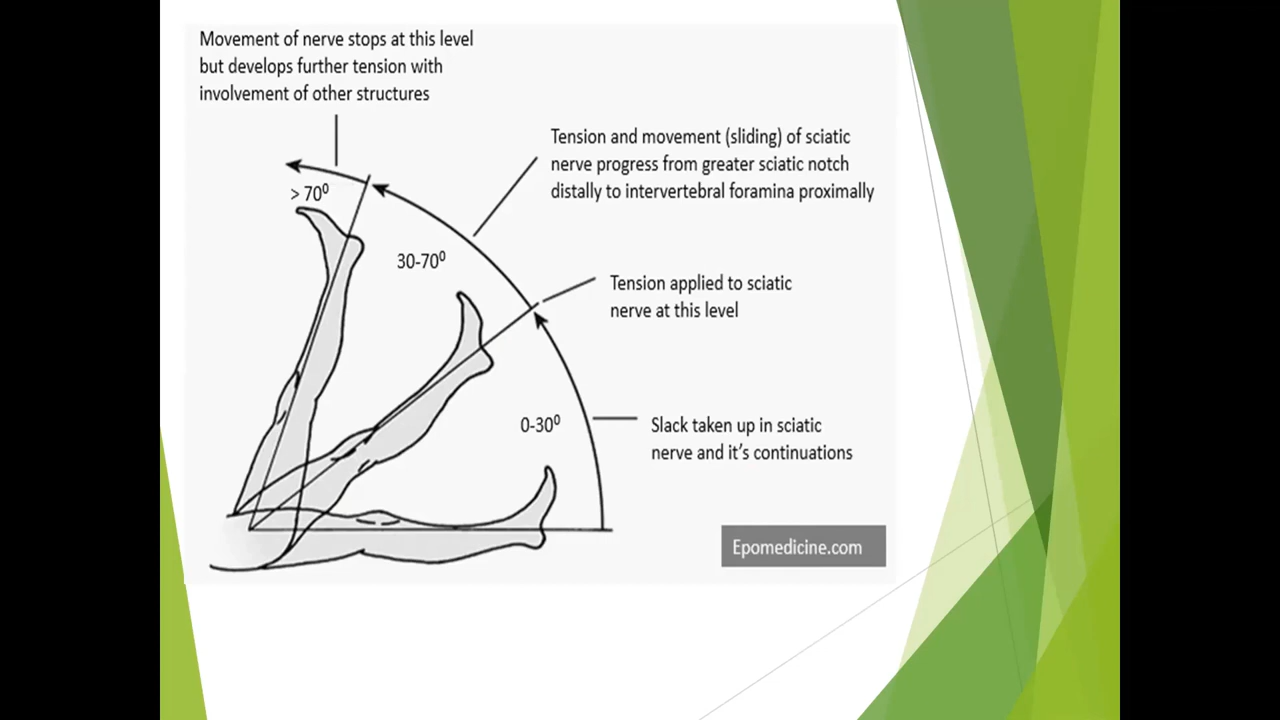 Movement of nerve stops at this level
but develops further tension with
involvement of other structures
Tension and movement (sliding) of sciatic
nerve progress from greater sciatic notch
distally to intervertebral foramina proximally
> 70⁰
30-70⁰
Tension applied to sciatic
nerve at this level
0-30⁰
Slack taken up in sciatic
nerve and it's continuations
Epomedicine.com